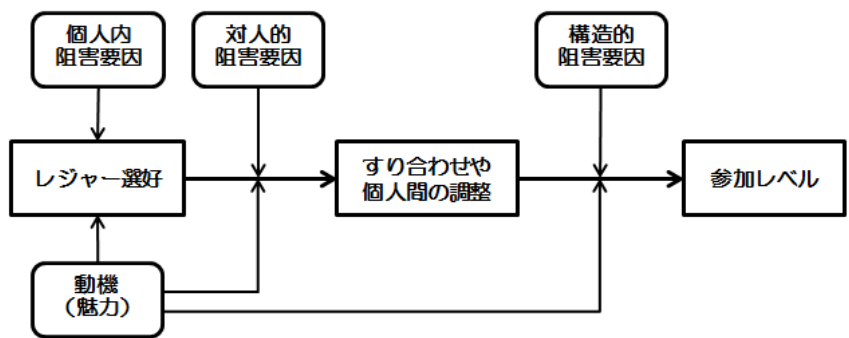 個人内
阻害要因
対人的
阻害要因
構造的
阻害要因
レジャー選好
すり合わせや
個人間の調整
参加レベル
動機
（魅力）